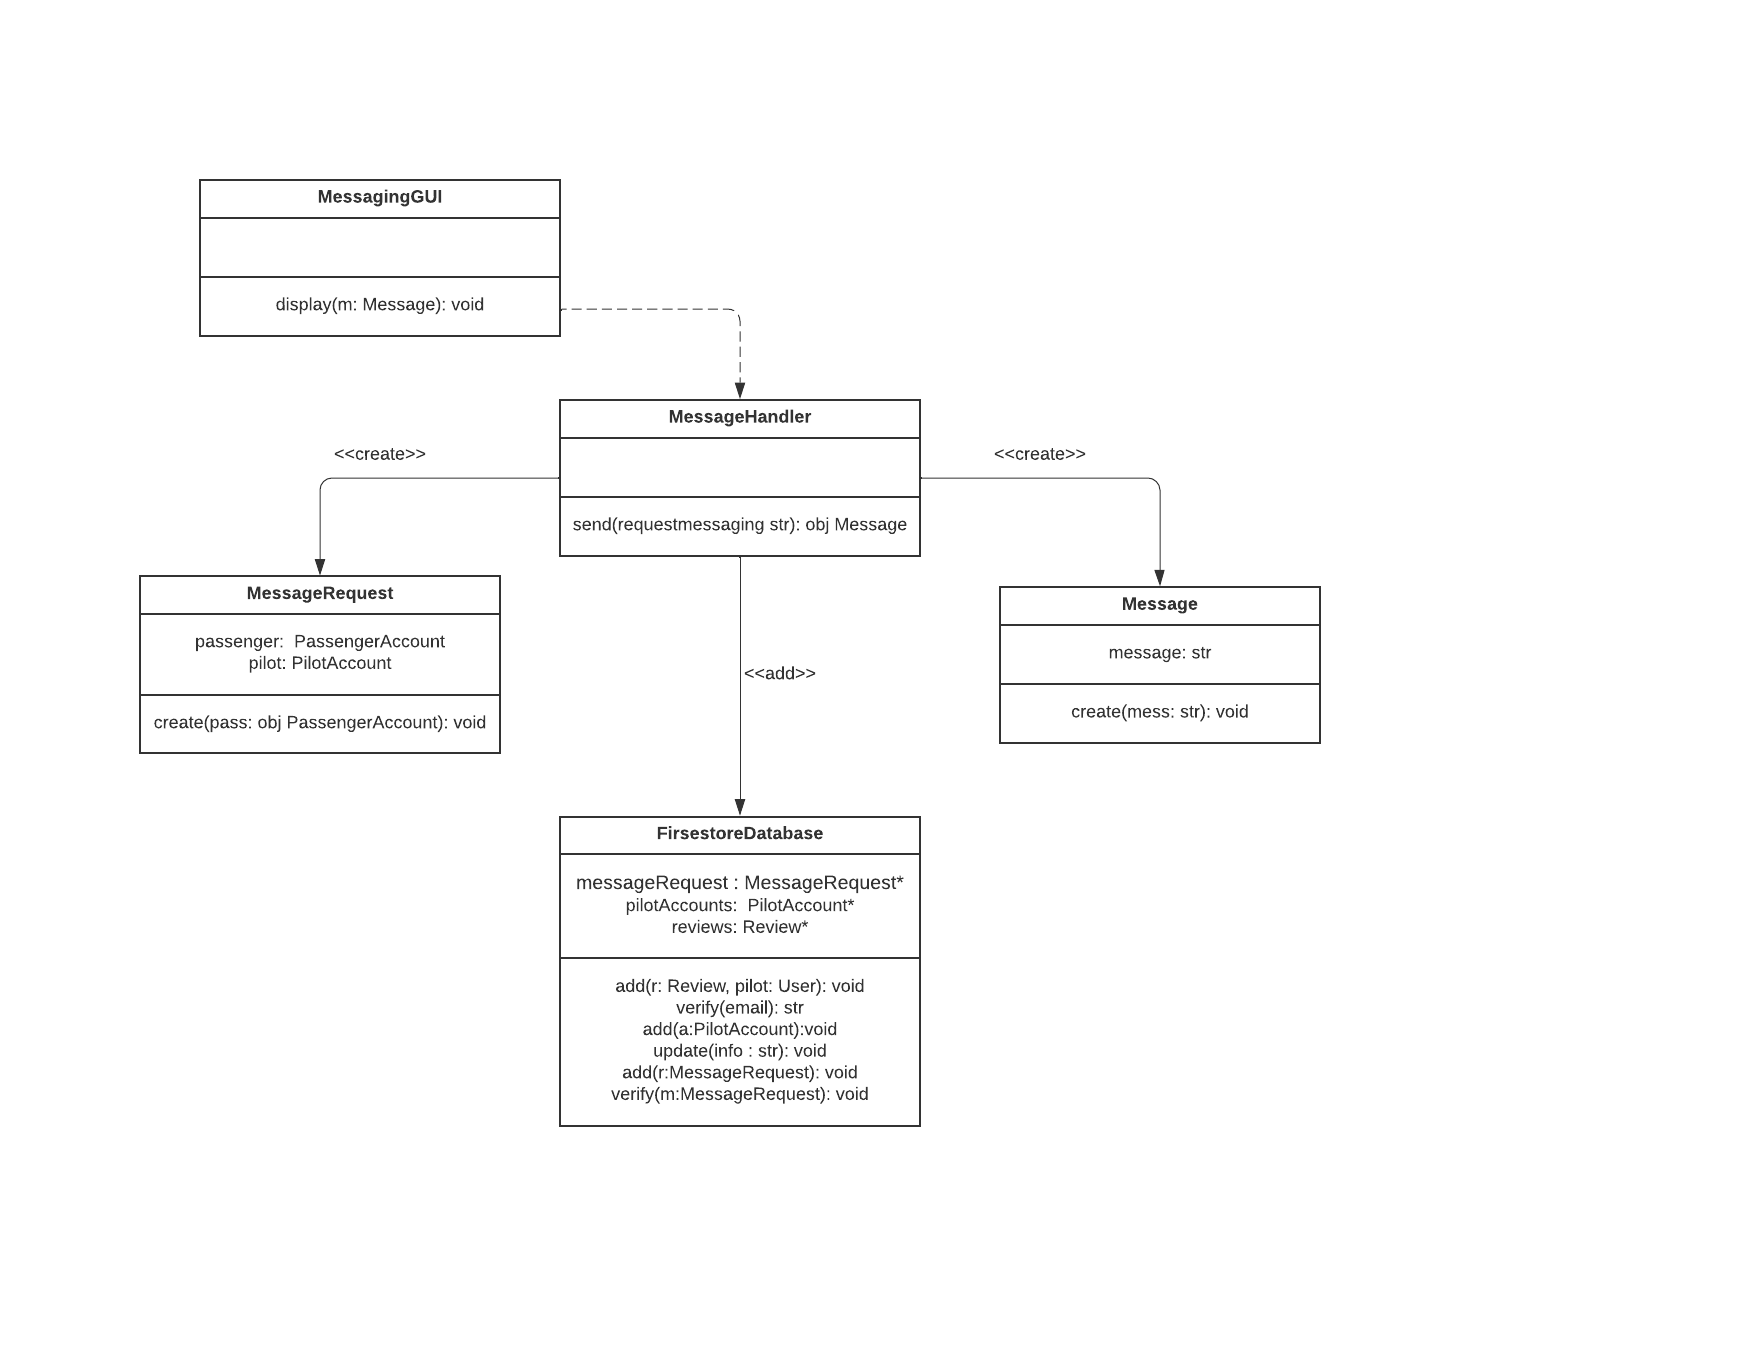 MessagingGUI
display(m: Message): void
MessageHandler
send(requestmessaging str): obj Message
<<create>>
<<create>>
MessageRequest
passenger:  PassengerAccount
pilot: PilotAccount
create(pass: obj PassengerAccount): void
Message
message: str
create(mess: str): void
<<add>>
FirsestoreDatabase
messageRequest : MessageRequest*
pilotAccounts:  PilotAccount*
reviews: Review*
add(r: Review, pilot: User): void
verify(email): str
add(a:PilotAccount):void
update(info : str): void
add(r:MessageRequest): void
verify(m:MessageRequest): void